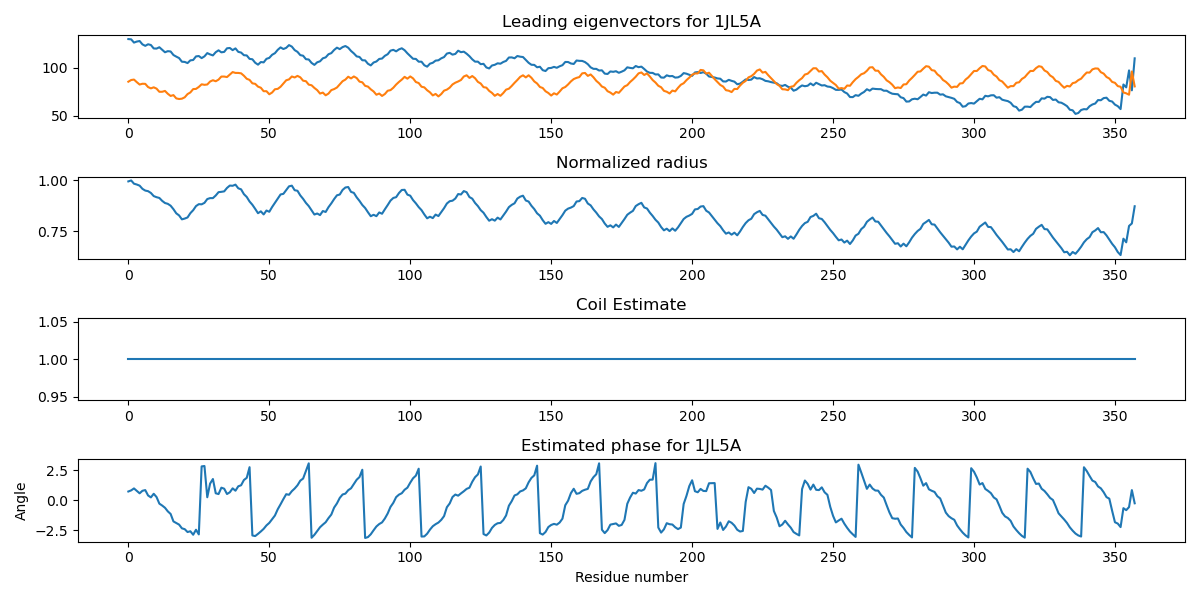 Leading eigenvectors for 1JL5A
100
50
0 50 100 150 200 250 300 350
Normalized radius
1.00
0.75
0 50 100 150 200 250 300 350
Coil Estimate
1.05
1.00
0.95
0 50 100 150 200 250 300 350
Estimated phase for 1JL5A
Angle
2.5
0.0
−2.5
0 50 100 150 200 250 300 350
Residue number